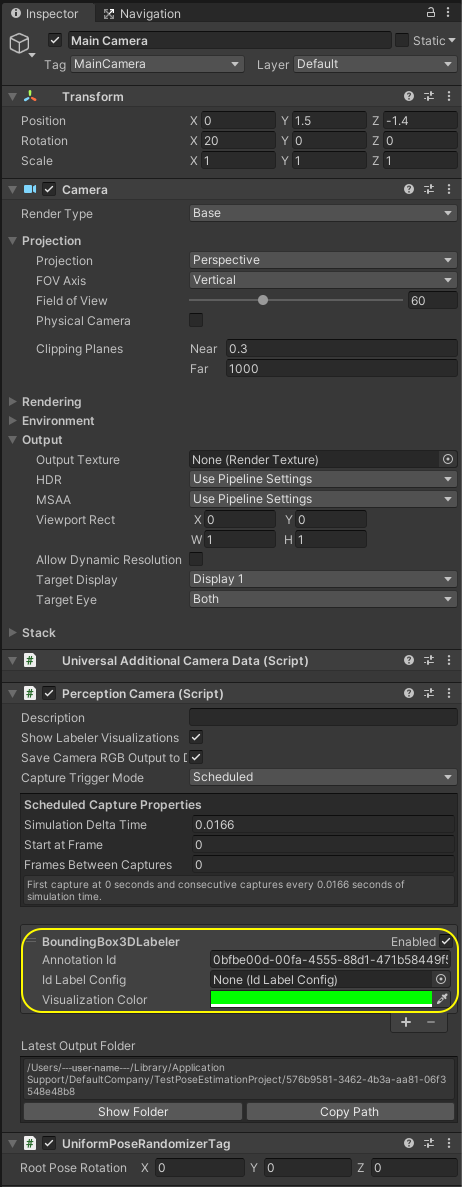 Inspector Navigation
Main Camera Static
Tag MainCamera Layer Default
Transform
Position X 0 Y 1.5 Z -1.4
Rotation X 20 Y 0 Z 0
Scale X 1 Y 1 Z 1
Camera
Render Type Base
Projection
Projection Perspective
FOV Axis Vertical
Field of View 60
Physical Camera
Clipping Planes Near 0.3
Far 1000
Rendering
Environment
Output
Output Texture None (Render Texture)
HDR Use Pipeline Settings
MSAA Use Pipeline Settings
Viewport Rect X 0 Y 0
W 1 H 1
Allow Dynamic Resolution
Target Display Display 1
Target Eye Both
Stack
# Universal Additional Camera Data (Script)
# Perception Camera (Script)
Description
Show Labeler Visualizations
Save Camera RGB Output to D
Capture Trigger Mode Scheduled
Scheduled Capture Properties
Simulation Delta Time 0.0166
Start at Frame 0
Frames Between Captures 0
First capture at 0 seconds and consecutive captures every 0.0166 seconds of
simulation time.
BoundingBox3DLabeler Enabled
Annotation Id 0bfbe00d-00fa-4555-88d1-471b58449f5
Id Label Config None (Id Label Config)
Visualization Color
+ −
Latest Output Folder
/Users/---user-name---/Library/Application
Support/DefaultCompany/TestPoseEstimationProject/576b9581-3462-4b3a-aa81-06f3
548e48b8
Show Folder Copy Path
# UniformPoseRandomizerTag
Root Pose Rotation X 0 Y 0 Z 0